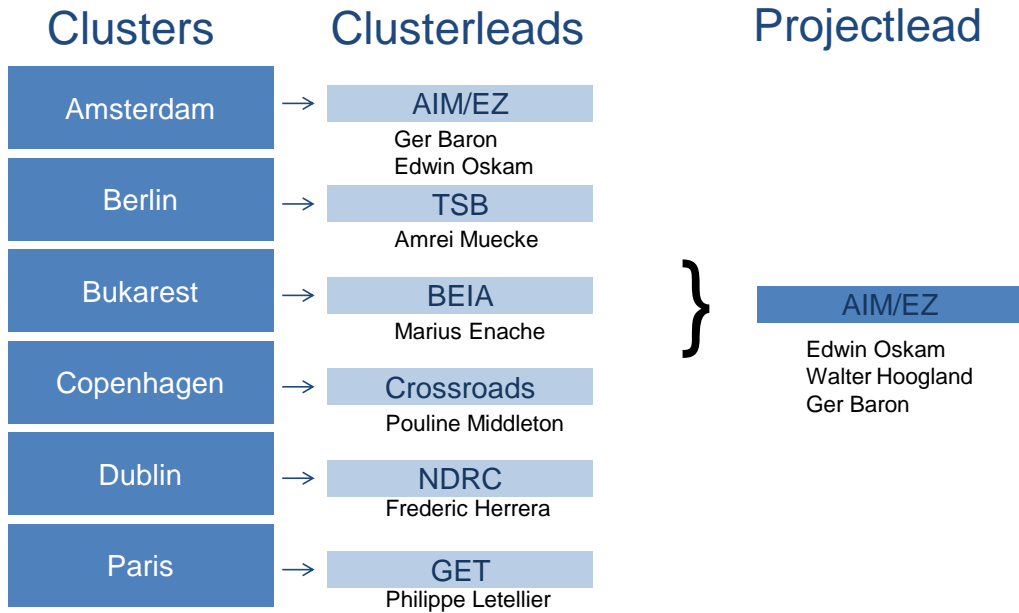 Clusters
Clusterleads
Projectlead
Amsterdam
AIM/EZ
Ger Baron
Edwin Oskam
Berlin
TSB
Amrei Muecke
Bukarest
BEIA
Marius Enache
Copenhagen
Crossroads
Pouline Middleton
Dublin
NDRC
Frederic Herrera
Paris
GET
Philippe Letellier
}
AIM/EZ
Edwin Oskam
Walter Hoogland
Ger Baron